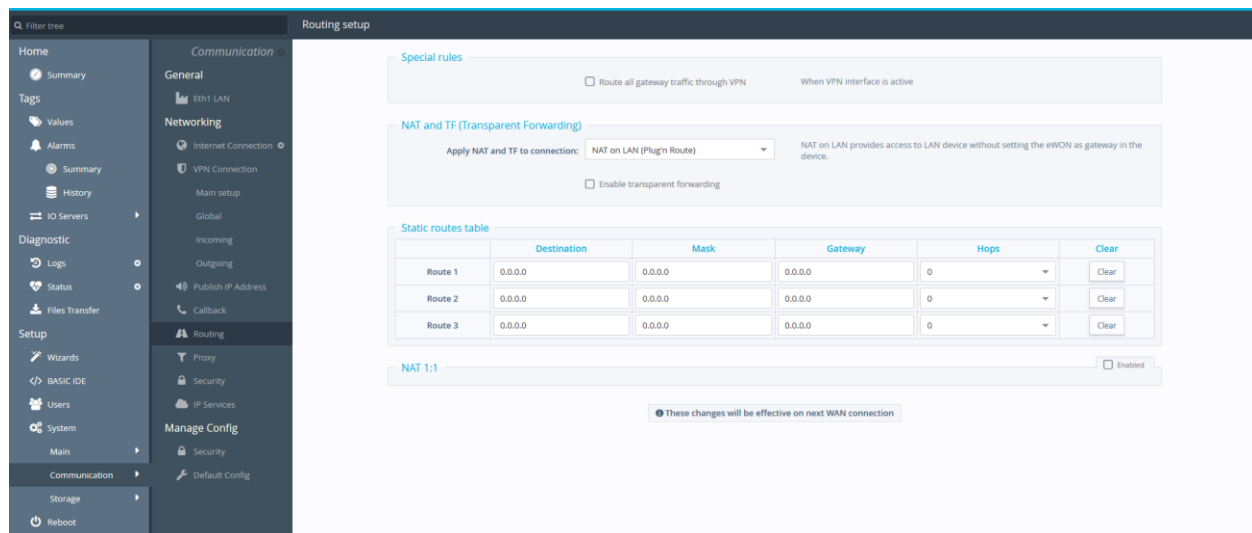 Filter tree
Routing setup
Home
Summary
Tags
Values
Alarms
Summary
History
IO Servers
Diagnostic
Logs
Status
Files Transfer
Setup
Wizards
BASIC IDE
Users
System
Main
Communication
Storage
Reboot
Communication
General
Eth1 LAN
Networking
Internet Connection
VPN Connection
Main setup
Global
Incoming
Outgoing
Publish IP Address
Callback
Routing
Proxy
Security
IP Services
Manage Config
Security
Default Config
Special rules
Route all gateway traffic through VPN When VPN interface is active
NAT and TF (Transparent Forwarding)
Apply NAT and TF to connection: NAT on LAN (Plug'n Route) NAT on LAN provides access to LAN device without setting the eWON as gateway in the
device.
Enable transparent forwarding
Static routes table
Destination Mask Gateway Hops Clear
Route 1 0.0.0.0 0.0.0.0 0.0.0.0 0 Clear
Route 2 0.0.0.0 0.0.0.0 0.0.0.0 0 Clear
Route 3 0.0.0.0 0.0.0.0 0.0.0.0 0 Clear
NAT 1:1 Enabled
These changes will be effective on next WAN connection